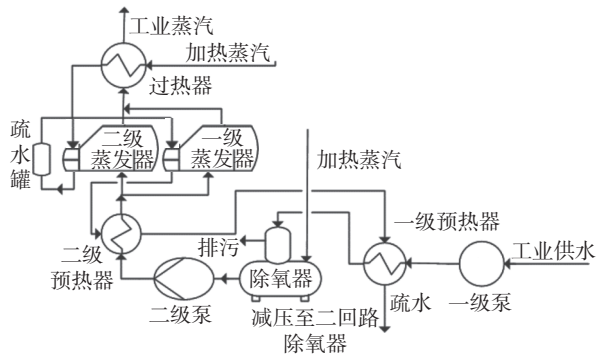 工业蒸汽
加热蒸汽
过热器
疏
水
罐
二级
蒸发器
一级
蒸发器
加热蒸汽
二级
预热器
排污
除氧器
一级预热器
工业供水
二级泵
减压至二回路
除氧器
疏水
一级泵